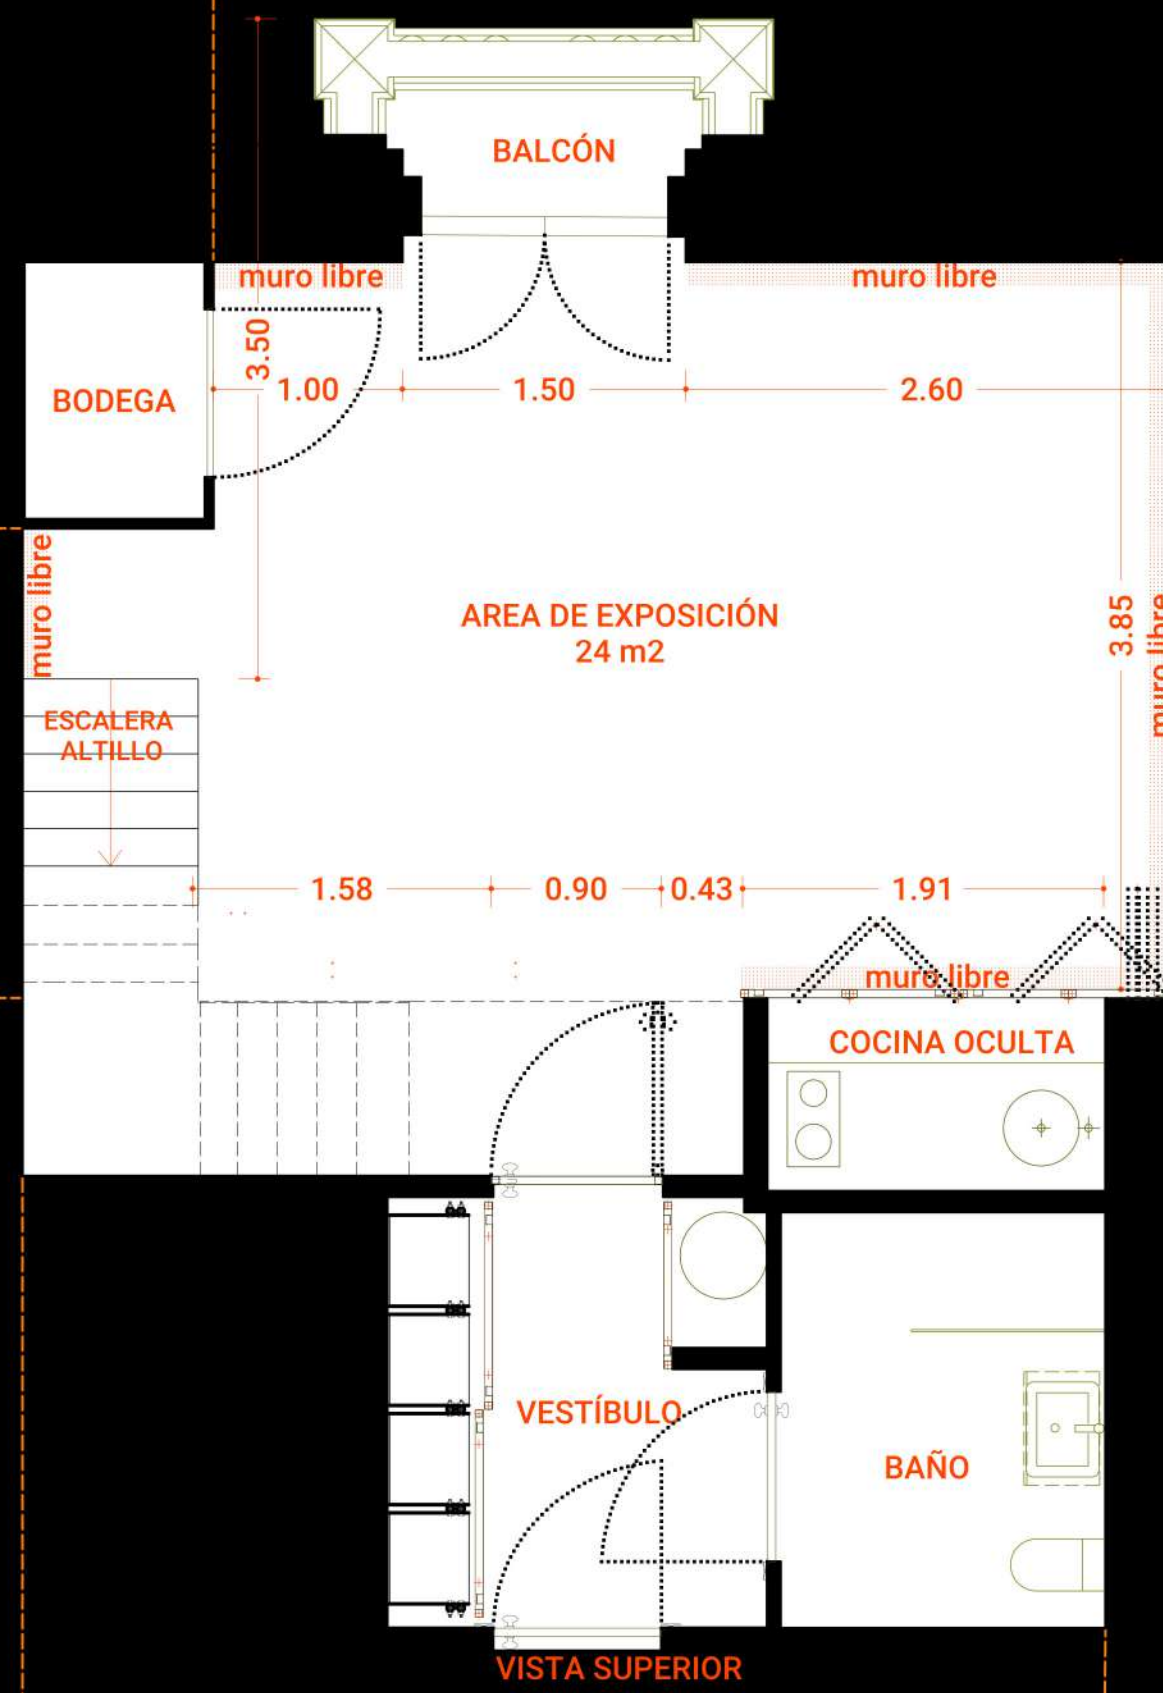 BALCÓN
muro libre
muro libre
3.50
1.00
1.50
2.60
BODEGA
muro libre
AREA DE EXPOSICIÓN
24 m2
3.85
muro libre
ESCALERA
ALTILLO
1.58
0.90
0.43
1.91
muro libre
COCINA OCULTA
VESTÍBULO
BAÑO
VISTA SUPERIOR